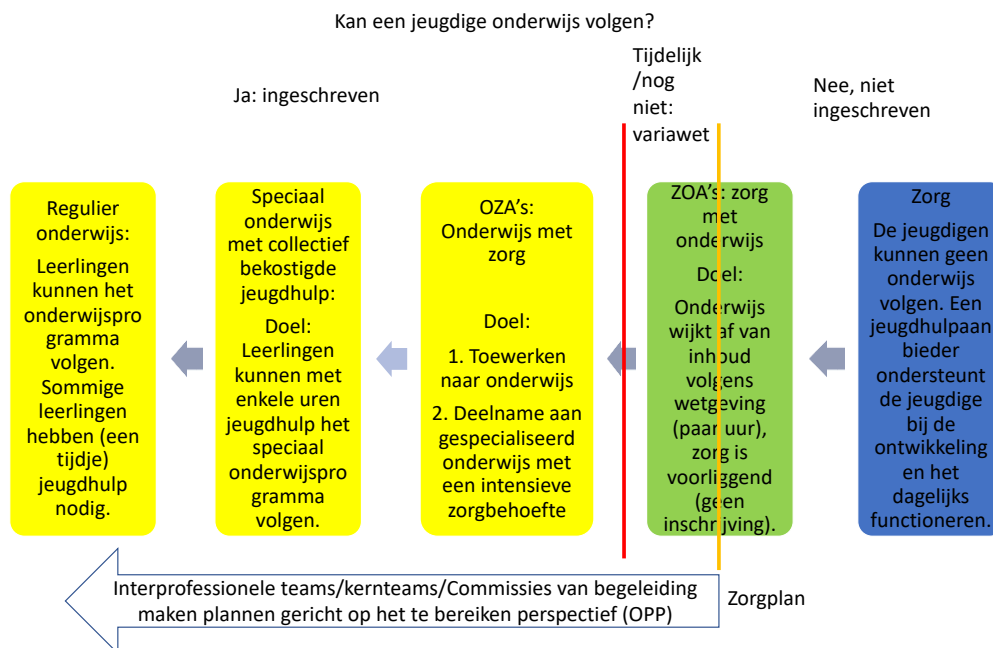 Kan een jeugdige onderwijs volgen?
Ja: ingeschreven
Tijdelijk
/nog
niet:
variawet
Nee, niet
ingeschreven
Regulier
onderwijs:
Leerlingen
kunnen het
onderwijspro
gramma
volgen.
Sommige
leerlingen
hebben (een
tijdje)
jeugdhulp
nodig.
Speciaal
onderwijs
met collectief
bekostigde
jeugdhulp:
Doel:
Leerlingen
kunnen met
enkele uren
jeugdhulp het
speciaal
onderwijspro
gramma
volgen.
OZA’s:
Onderwijs met
zorg
Doel:
1. Toewerken
naar onderwijs
2. Deelname aan
gespecialiseerd
onderwijs met
een intensieve
zorgbehoefte
ZOA’s: zorg
met
onderwijs
Doel:
Onderwijs
wijkt af van
inhoud
volgens
wetgeving
(paar uur),
zorg is
voorliggend
(geen
inschrijving).
Zorg
De jeugdigen
kunnen geen
onderwijs
volgen. Een
jeugdhulpaan
bieder
ondersteunt
de jeugdige
bij de
ontwikkeling
en het
dagelijks
functioneren.
Interprofessionele teams/kernteams/Commissies van begeleiding
maken plannen gericht op het te bereiken perspectief (OPP)
Zorgplan